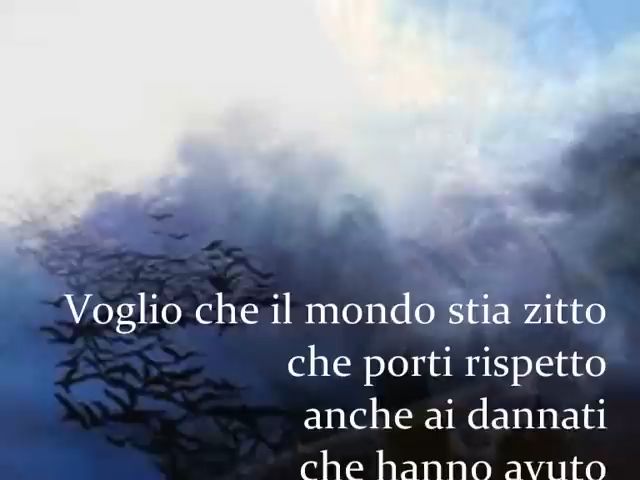 Voglio che il mondo stia zitto
che porti rispetto
anche ai dannati
che hanno avuto